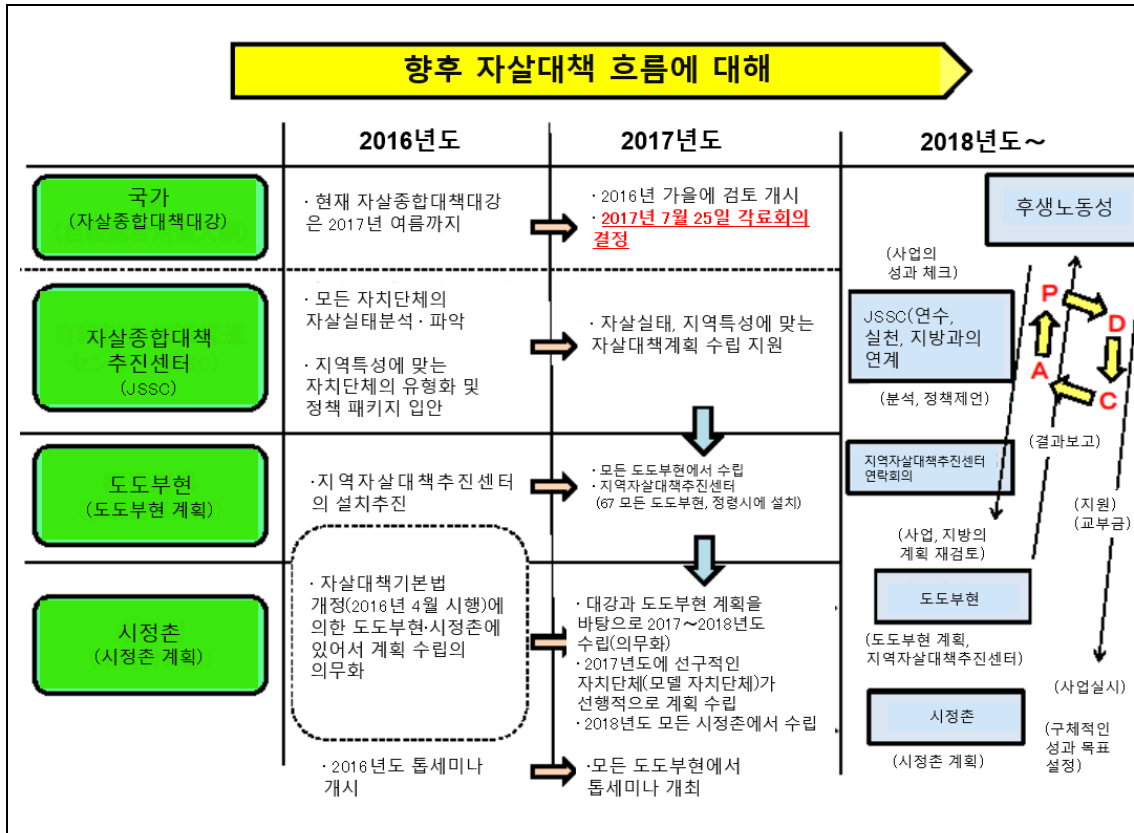 향후 자살대책 흐름에 대해
2016년도
2017년도
2018년도~
국가
(자살종합대책대강)
· 현재 자살종합대책대강
은 2017년 여름까지
· 2016년 가을에 검토 개시
· 2017년 7월 25일 각료회의
결정
후생노동성
자살종합대책
추진센터
(JSSC)
· 모든 자치단체의
자살실태분석 · 파악
· 지역특성에 맞는
자치단체의 유형화 및
정책 패키지 입안
· 자살실태, 지역특성에 맞는
자살대책계획 수립 지원
(사업의
성과 체크)
JSSC(연수,
실천, 지방과의
연계
(분석, 정책제언)
P
D
A
C
(결과보고)
도도부현
(도도부현 계획)
· 지역자살대책추진센터
의 설치추진
· 모든 도도부현에서 수립
· 지역자살대책추진센터
(67 모든 도도부현, 정령시에 설치)
지역자살대책추진센터
연락회의
(지원)
(교부금)
(사업, 지방의
계획 재검토)
시정촌
(시정촌 계획)
· 자살대책기본법
개정(2016년 4월 시행)에
의한 도도부현·시정촌에
있어서 계획 수립의
의무화
· 대강과 도도부현 계획을
바탕으로 2017~2018년도
수립(의무화)
· 2017년도에 선구적인
자치단체(모델 자치단체)가
선행적으로 계획 수립
· 2018년도 모든 시정촌에서 수립
도도부현
(도도부현 계획,
지역자살대책추진센터)
(사업실시)
시정촌
(시정촌 계획)
(구체적인
성과 목표
설정)
· 2016년도 톱세미나
개시
· 모든 도도부현에서
톱세미나 개최